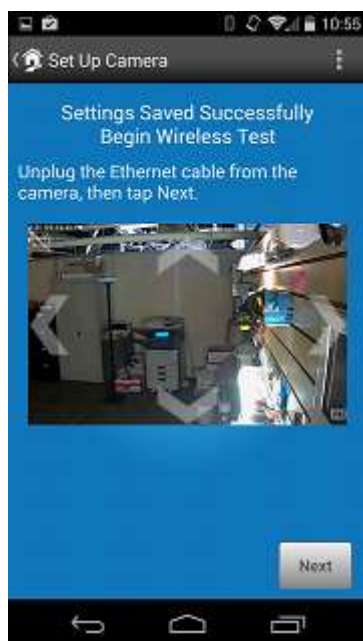 10:55
Set Up Camera
Settings Saved Successfully
Begin Wireless Test
Unplug the Ethernet cable from the
camera, then tap Next.
Next